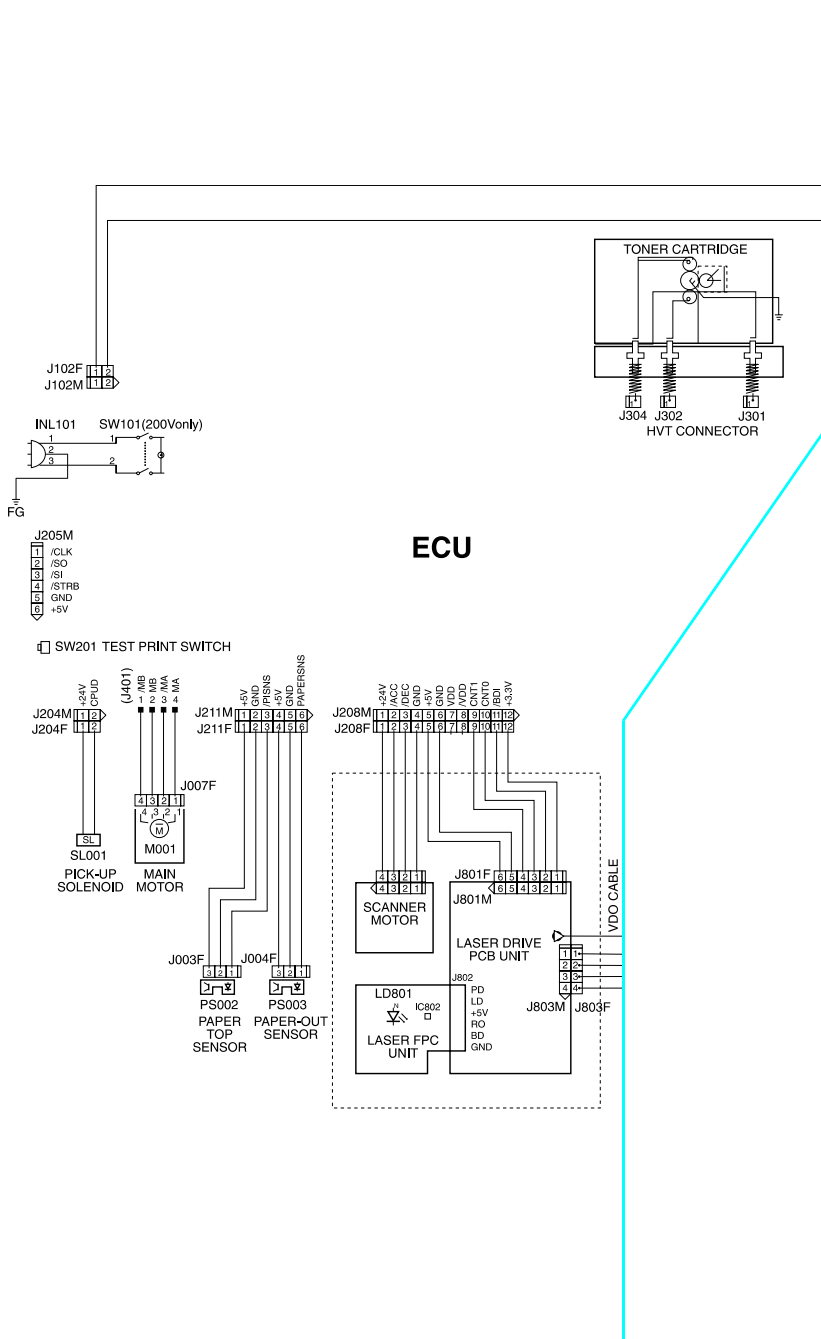 TONER CARTRIDGE
J102F 1 2
J102M 1 2
J304 J302 J301
HVT CONNECTOR
INL101 SW101(200Vonly)
1 1
2
3 2
FG
ECU
J205M
1 /CLK
2 /SO
3 /SI
4 /STRB
5 GND
6 +5V
SW201 TEST PRINT SWITCH
+24V
CPUD
J204M 1 2
J204F 1 2
SL
SL001
PICK-UP
SOLENOID
(J401)
1 /MB
2 MB
3 /MA
4 MA
J007F
4 3 2 1
4 3 2 1
M
M001
MAIN
MOTOR
+5V
GND
/PISNS
+5V
GND
PAPERSNS
J211M 1 2 3 4 5 6
J211F 1 2 3 4 5 6
J003F 3 2 1
PS002
PAPER
TOP
SENSOR
J004F 3 2 1
PS003
PAPER-OUT
SENSOR
+24V
/ACC
/DEC
GND
+5V
GND
VDD
/VDD
CNT1
CNT0
/BDI
+3.3V
J208M 1 2 3 4 5 6 7 8 9 10 11 12
J208F 1 2 3 4 5 6 7 8 9 10 11 12
4 3 2 1
4 3 2 1
SCANNER
MOTOR
J801F 6 5 4 3 2 1
J801M 6 5 4 3 2 1
LASER DRIVE
PCB UNIT
VDO CABLE
1 1
2 2
3 3
4 4
J803M J803F
J802
PD
LD
+5V
RO
BD
GND
LD801
IC802
LASER FPC
UNIT